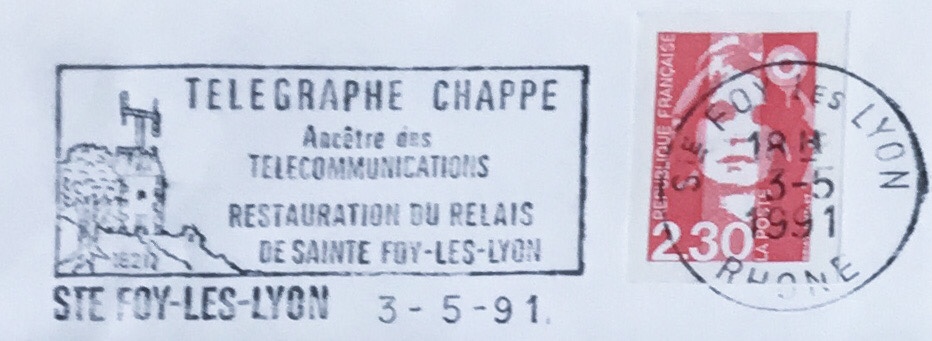 TELEGRAPHE CHAPPE
Ancêtre des
TELECOMMUNICATIONS
RESTAURATION DU RELAIS
DE SAINTE FOY-LES-LYON
1821
STE FOY-LES-LYON 3-5-91.
REPUBLIQUE FRANÇAISE
2,30
LA POSTE
STE FOY LES LYON
18 H
3-5
1991
RHONE